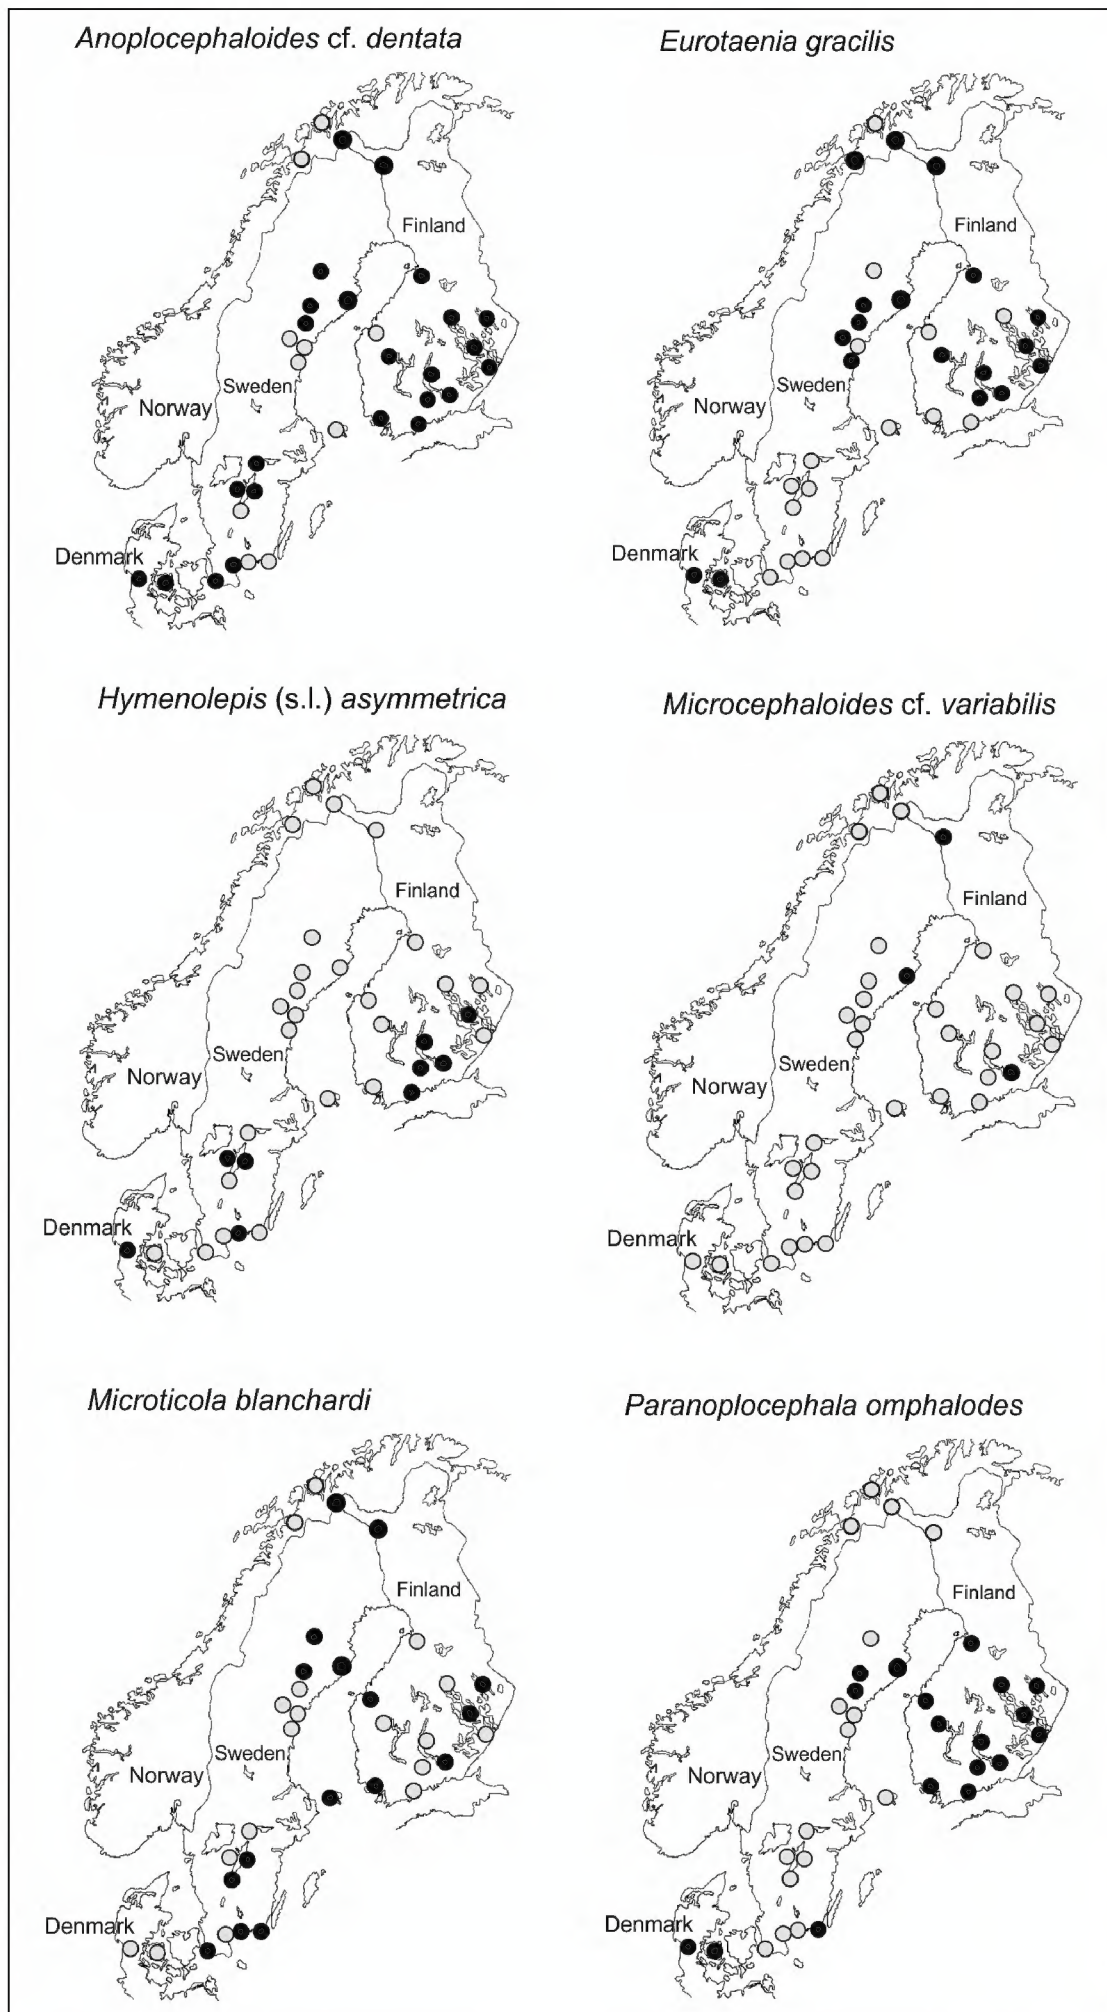 Anoplocephaloides cf. dentata
Finland
Sweden
Norway
Denmark
Eurotaenia gracilis
Finland
Sweden
Norway
Denmark
Hymenolepis (s.l.) asymmetrica
Finland
Sweden
Norway
Denmark
Microcephaloides cf. variabilis
Finland
Sweden
Norway
Denmark
Microticola blanchardi
Finland
Sweden
Norway
Denmark
Paranoplocephala omphalodes
Finland
Sweden
Norway
Denmark